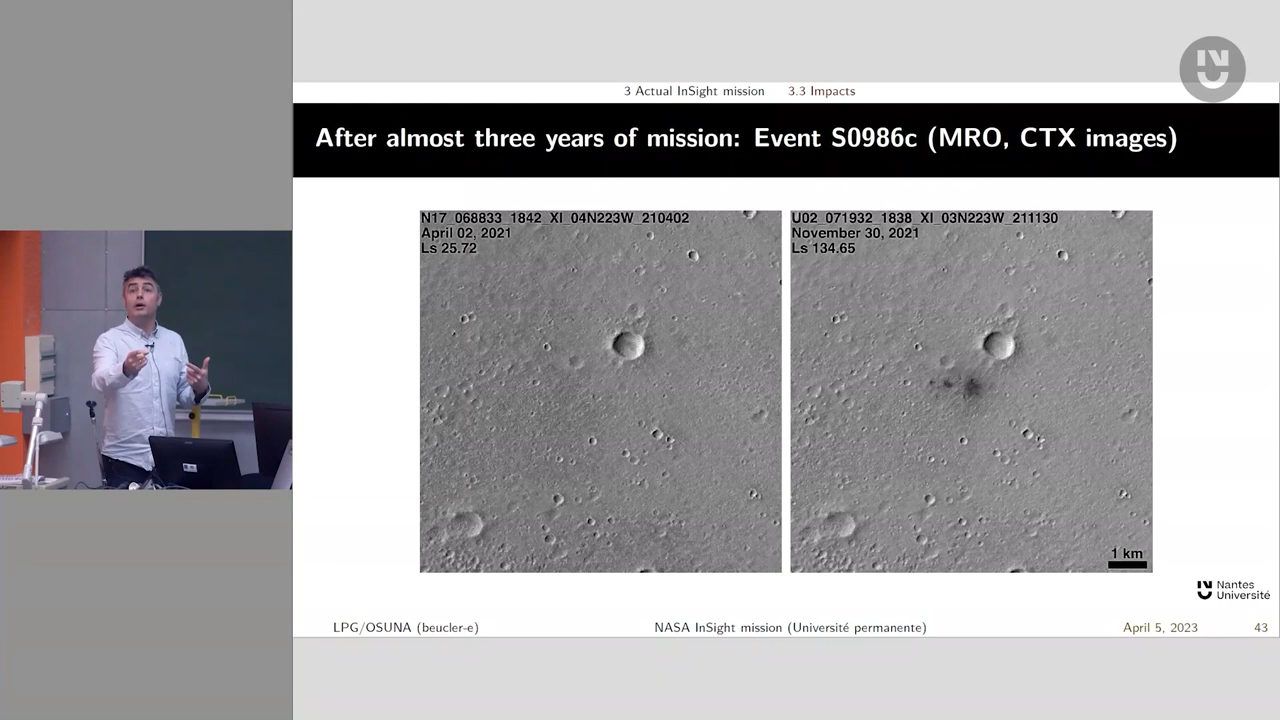 3 Actual InSight mission 3.3 Impacts
After almost three years of mission: Event S0986c (MRO, CTX images)
N17_068833_1842_XI_04N223W_210402
April 02, 2021
Ls 25.72
U02_071932_1838_XI_03N223W_211130
November 30, 2021
Ls 134.65
1 km
Nantes
Université
LPG/OSUNA (beucler-e) NASA InSight mission (Université permanente) April 5, 2023 43